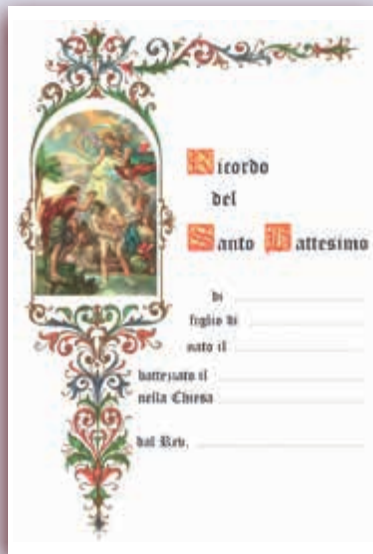 Ricordo
del
Santo Battesimo
di
figlio di
nato il
battezzato il
nella Chiesa
dal Rev.